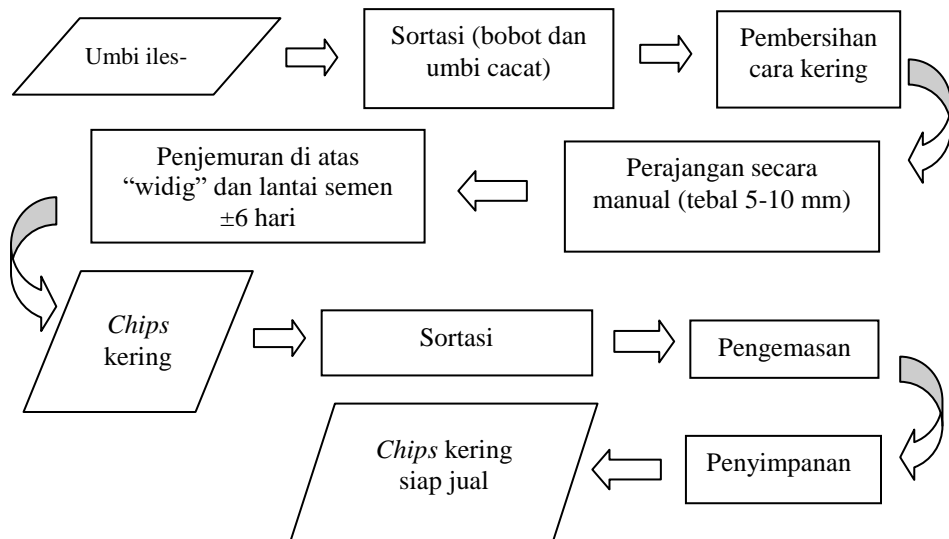 Umbi iles-
Sortasi (bobot dan
umbi cacat)
Pembersihan
cara kering
Perajangan secara
manual (tebal 5-10 mm)
Penjemuran di atas
“widig” dan lantai semen
±6 hari
Chips
kering
Sortasi
Pengemasan
Penyimpanan
Chips kering
siap jual